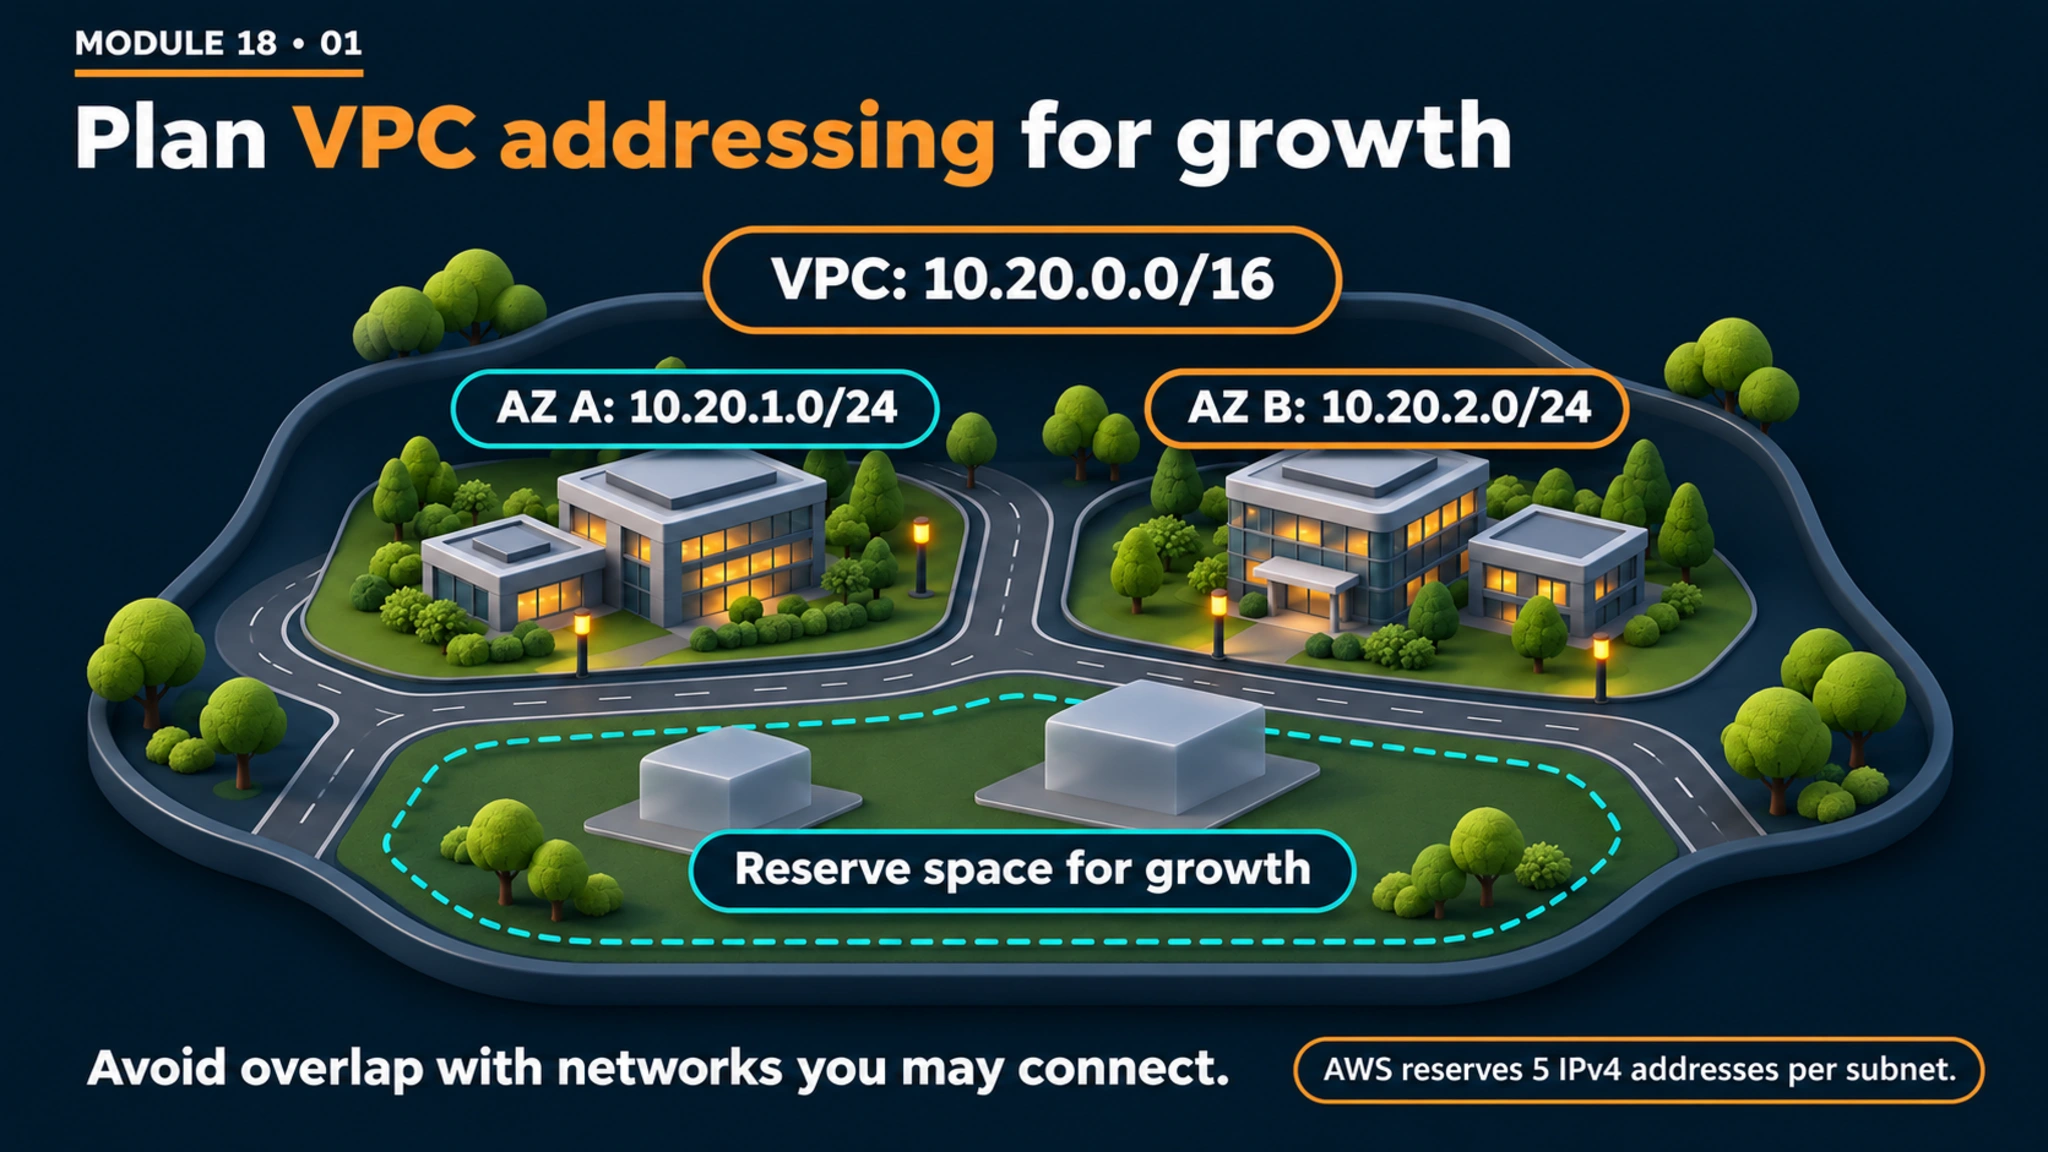 MODULE 18 • 01
Plan VPC addressing for growth
VPC: 10.20.0.0/16
AZ A: 10.20.1.0/24
AZ B: 10.20.2.0/24
Reserve space for growth
Avoid overlap with networks you may connect.
AWS reserves 5 IPv4 addresses per subnet.